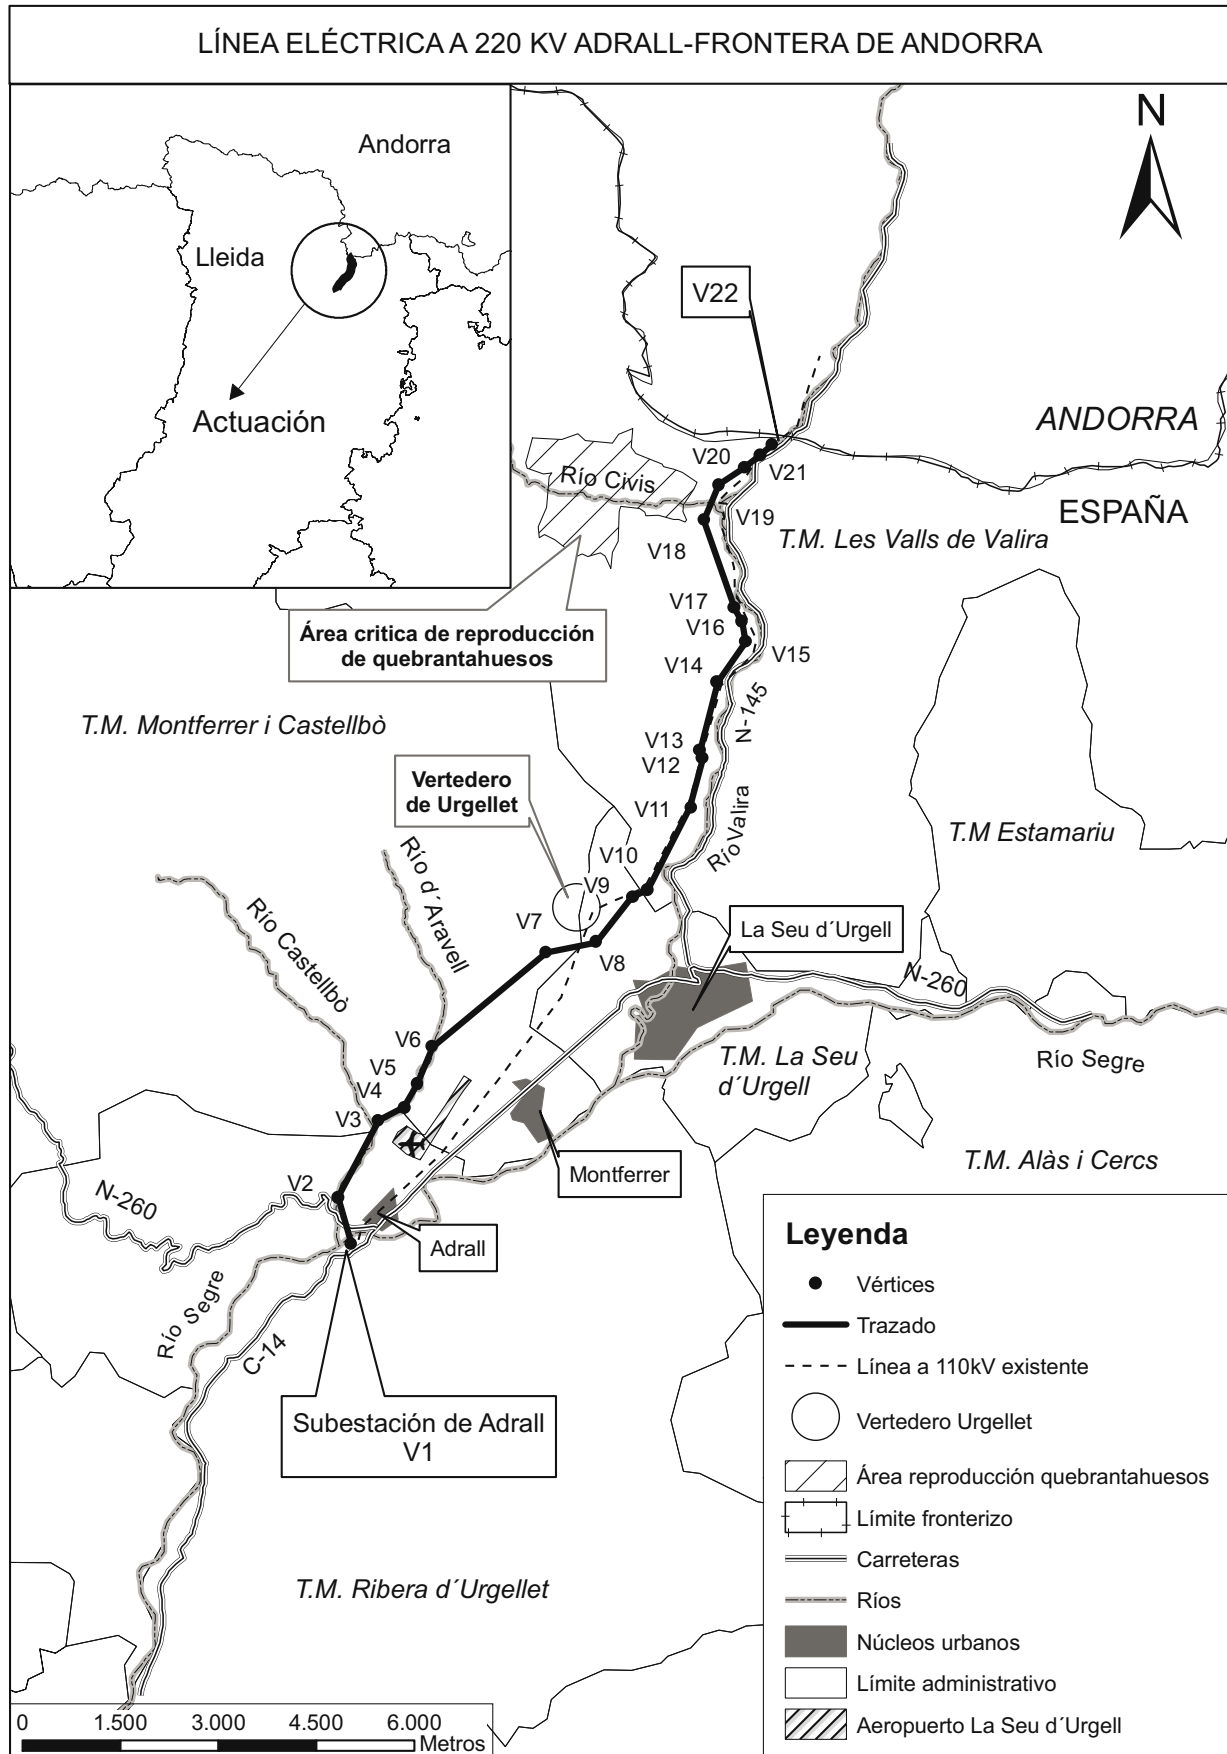 LÍNEA ELÉCTRICA A 220 KV ADRALL-FRONTERA DE ANDORRA
Andorra
Lleida
Actuación
N
V22
ANDORRA
ESPAÑA
V20
V21
Río Civis
V19
T.M. Les Valls de Valira
V18
V17
V16
V15
Área critica de reproducción
de quebrantahuesos
V14
N-145
T.M. Montferrer i Castellbò
V13
V12
Vertedero
de Urgellet
V11
Río Valira
T.M Estamariu
Río d´Aravell
V10
V9
Río Castellbò
V7
V8
La Seu d´Urgell
N-260
V6
V5
V4
V3
T.M. La Seu
d´Urgell
Río Segre
V2
N-260
Montferrer
T.M. Alàs i Cercs
Adrall
Río Segre
C-14
Subestación de Adrall
V1
T.M. Ribera d´Urgellet
Leyenda
Vértices
Trazado
Línea a 110kV existente
Vertedero Urgellet
Área reproducción quebrantahuesos
Límite fronterizo
Carreteras
Ríos
Núcleos urbanos
Límite administrativo
Aeropuerto La Seu d´Urgell
0 1.500 3.000 4.500 6.000
Metros